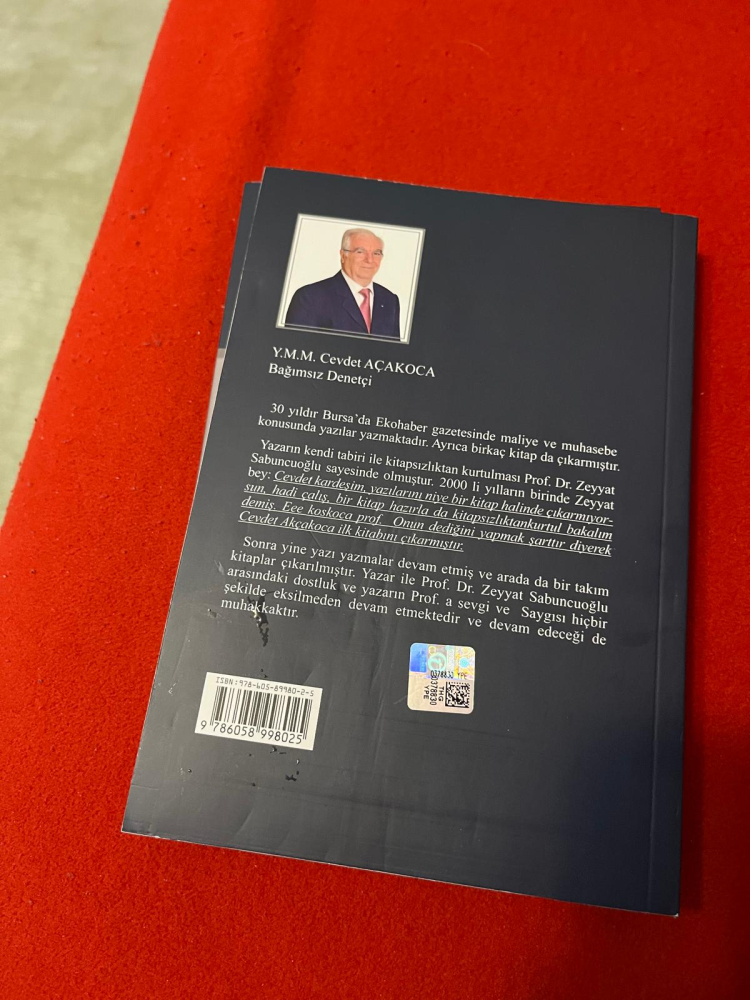 Y.M.M. Cevdet AÇAKOCA
Bağımsız Denetçi
30 yıldır Bursa'da Ekohaber gazetesinde maliye ve muhasebe
konusunda yazılar yazmaktadır. Ayrıca birkaç kitap da çıkarmıştır.
Yazarın kendi tabiri ile kitapsızlıktan kurtulması Prof. Dr. Zeyyat
Sabuncuoğlu sayesinde olmuştur. 2000 li yılların birinde Zeyyat
bey: Cevdet kardeşim, yazılarını niye bir kitap halinde çıkarmıyor-
sun, hadi çalış, bir kitap hazırla da kitapsızlıktankurtul bakalım
demiş. Eee koskoca prof. Onun dediğini yapmak şarttır diyerek
Cevdet Akçakoca ilk kitabını çıkarmıştır.
Sonra yine yazı yazmalar devam etmiş ve arada da bir takım
kitaplar çıkarılmıştır. Yazar ile Prof. Dr. Zeyyat Sabuncuoğlu
arasındaki dostluk ve yazarın Prof. a sevgi ve Saygısı hiçbir
şekilde eksilmeden devam etmektedir ve devam edeceği de
muhakkaktır.
ISBN:978-605-89980-2-5
9 786058 998025
0378830 YPE
0378830
THG
YPE